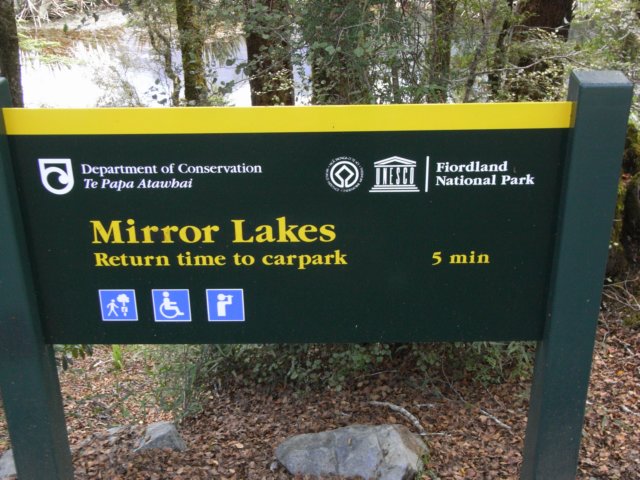 Department of Conservation
Te Papa Atawhai
UNESCO
Fiordland
National Park
Mirror Lakes
Return time to carpark 5 min